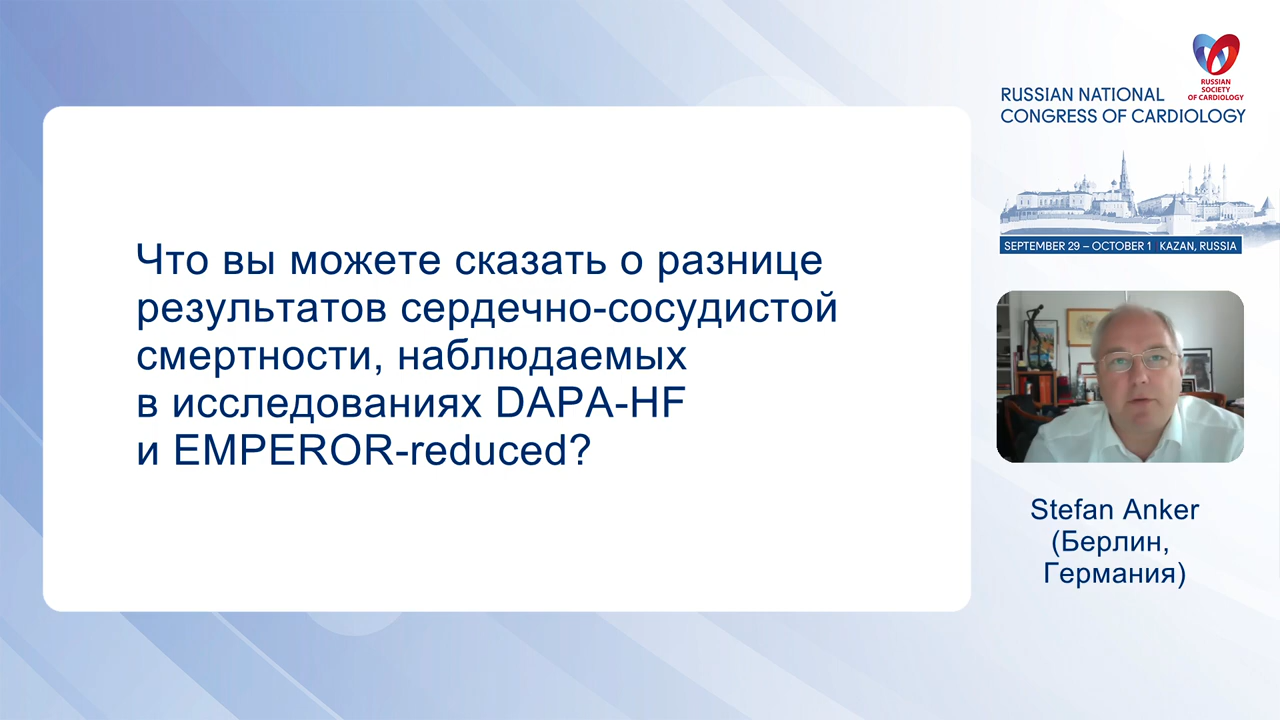 Что вы можете сказать о разнице
результатов сердечно-сосудистой
смертности, наблюдаемых
в исследованиях DAPA-HF
и EMPEROR-reduced?
RUSSIAN
SOCIETY
OF CARDIOLOGY
RUSSIAN NATIONAL
CONGRESS OF CARDIOLOGY
SEPTEMBER 29 – OCTOBER 1 KAZAN, RUSSIA
Stefan Anker
(Берлин,
Германия)